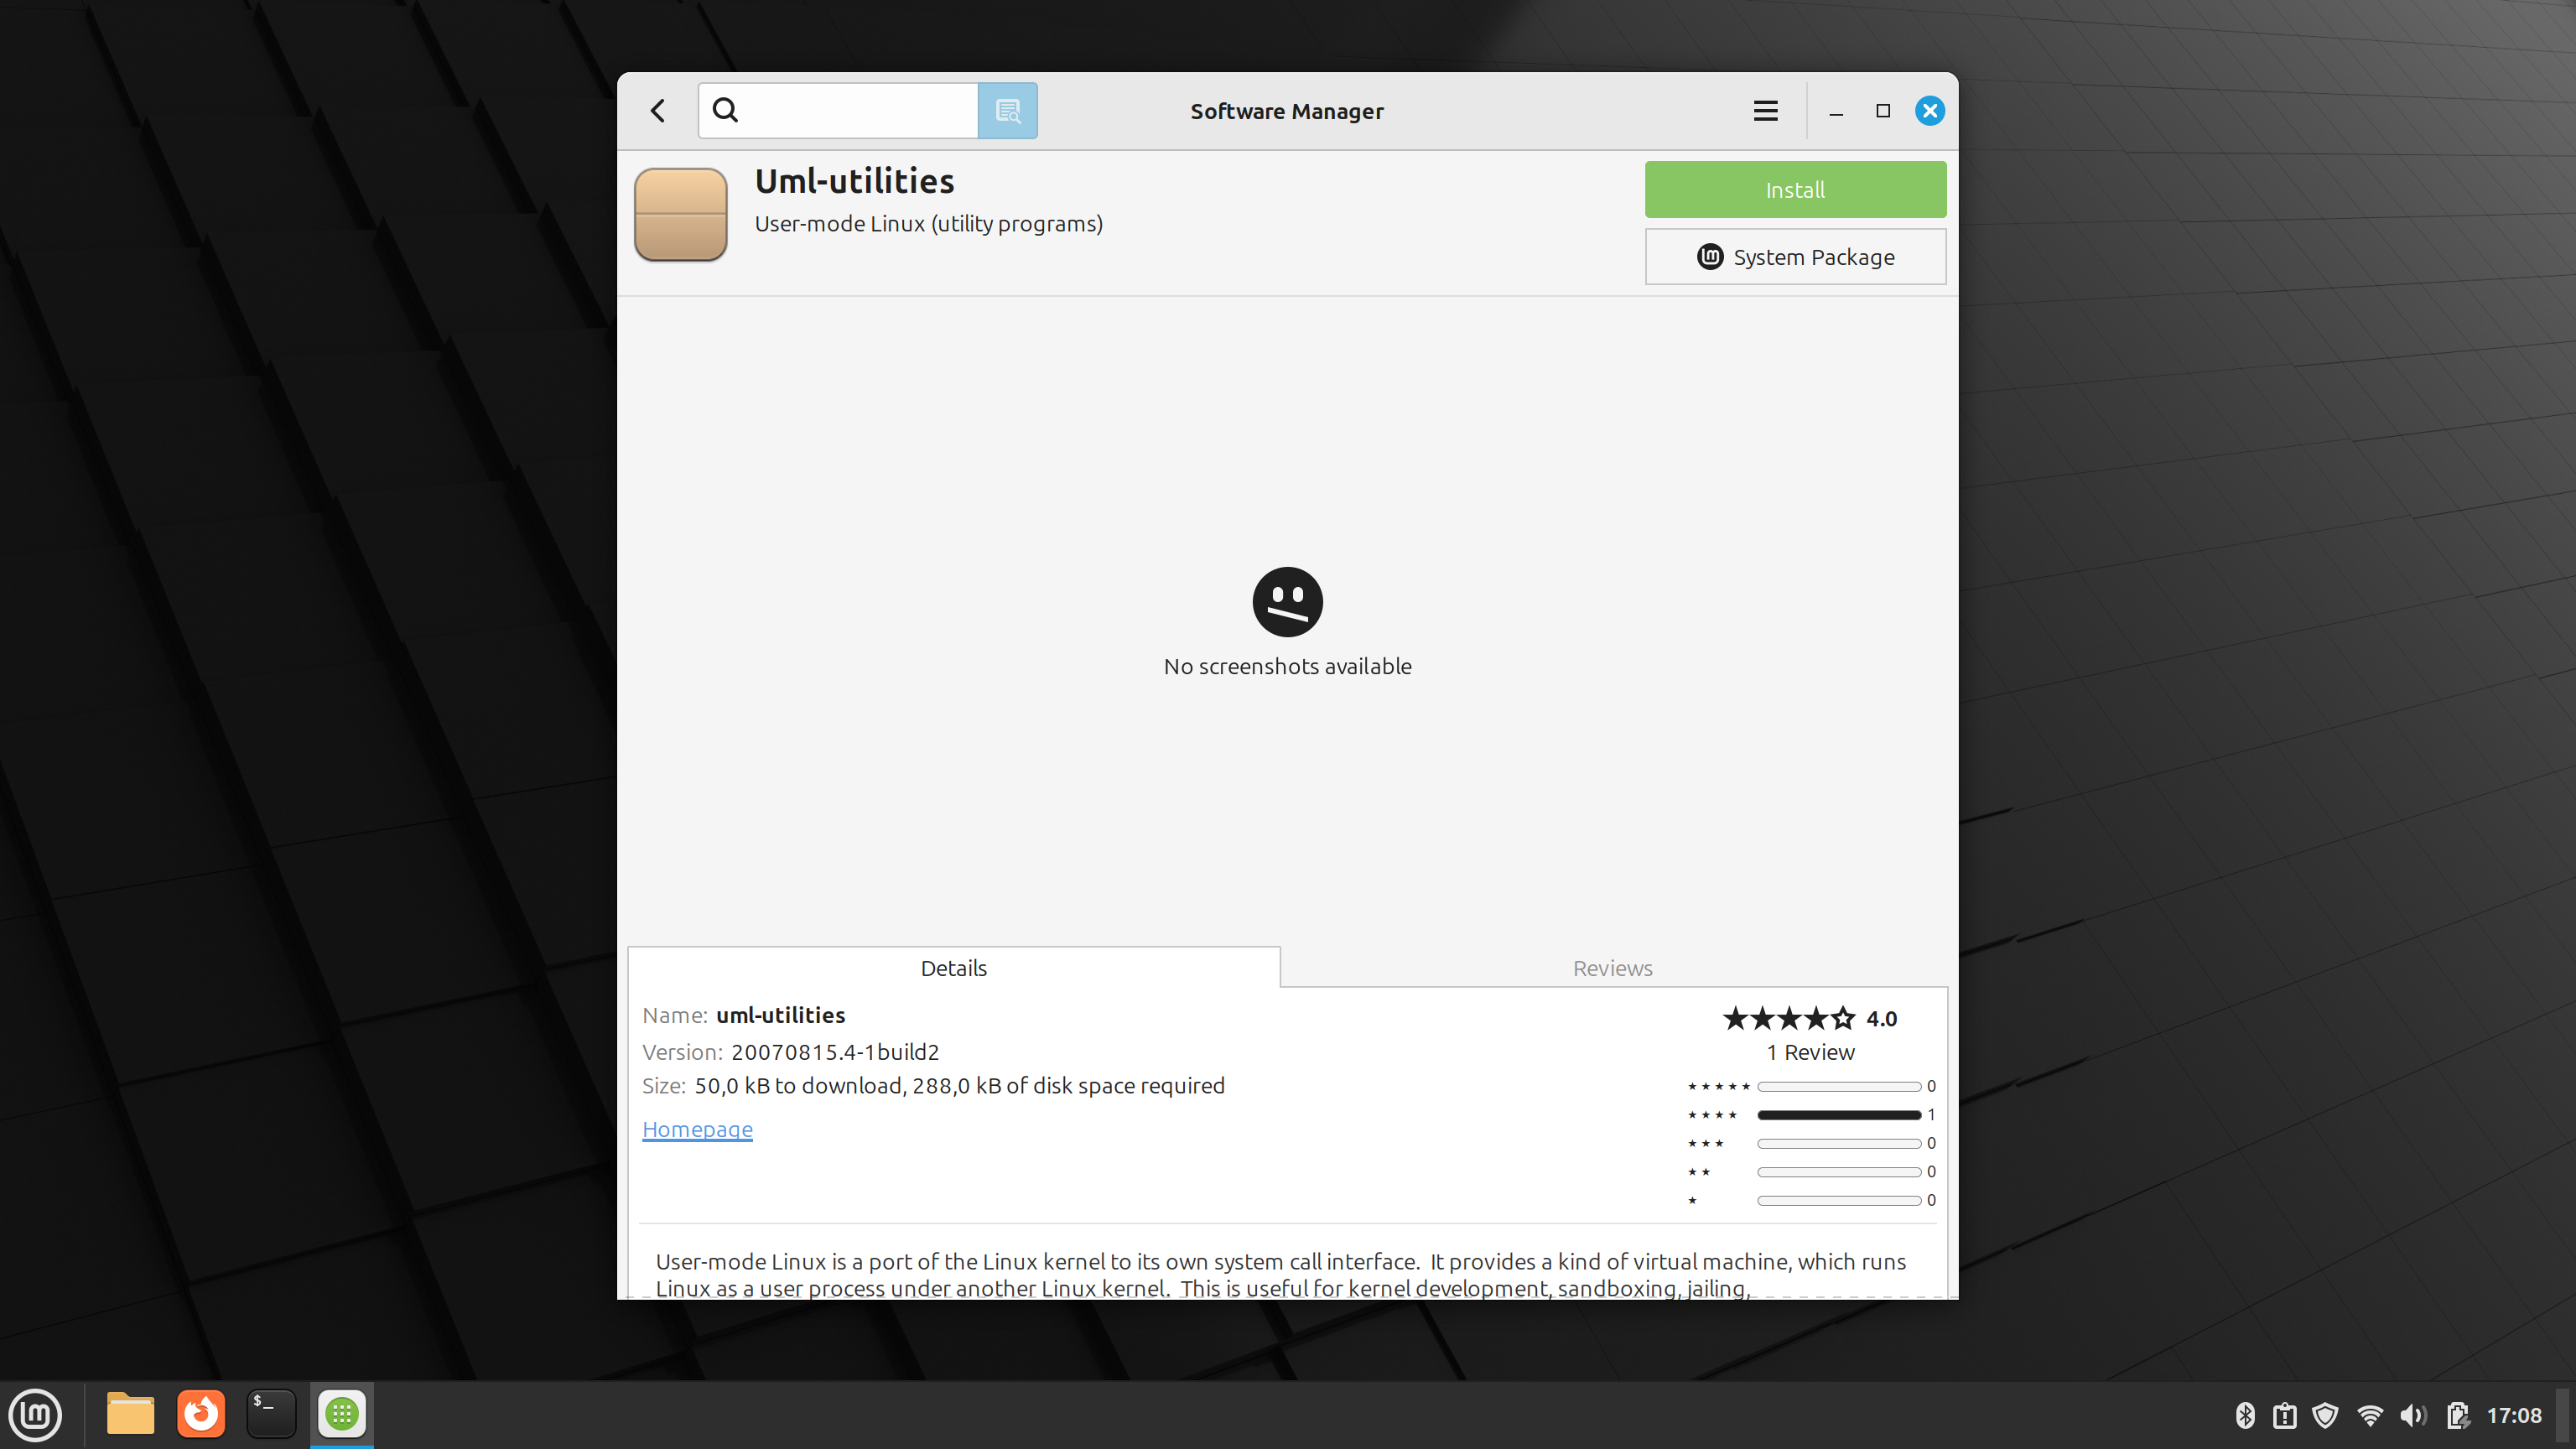 Software Manager
Uml-utilities
User-mode Linux (utility programs)
Install
System Package
No screenshots available
Details
Reviews
Name: uml-utilities
Version: 20070815.4-1build2
Size: 50,0 kB to download, 288,0 kB of disk space required
Homepage
4.0
1 Review
0
1
0
0
0
User-mode Linux is a port of the Linux kernel to its own system call interface.  It provides a kind of virtual machine, which runs
Linux as a user process under another Linux kernel.  This is useful for kernel development, sandboxing, jailing,
$_
17:08